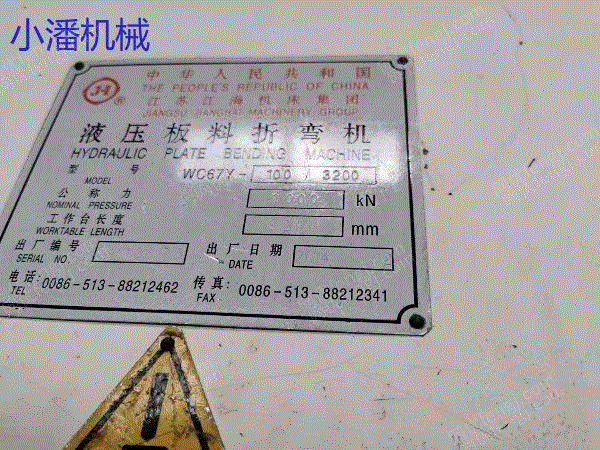 小潘机械
中华人民共和国
THE PEOPLE'S REPUBLIC OF CHINA
江苏江海机床集团
JIANGSU JIANGHAI MACHINERY GROUP
液压板料折弯机
HYDRAULIC PLATE BENDING MACHINE
型号 WC67Y-100/3200
MODEL
公称力 kN
NOMINAL PRESSURE
工作台长度 mm
WORKTABLE LENGTH
出厂编号 出厂日期
SERIAL NO. DATE
电话: 0086-513-88212462 传真: 0086-513-88212341
TEL FAX